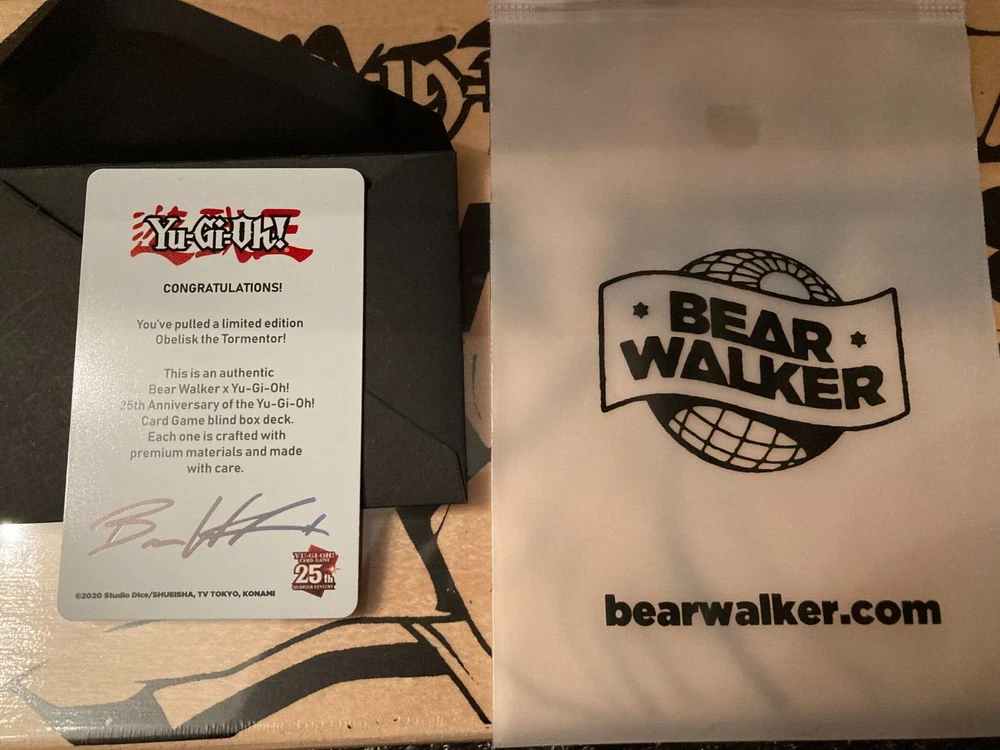 遊戯王
Yu-Gi-Oh!
CONGRATULATIONS!
You've pulled a limited edition
Obelisk the Tormentor!
This is an authentic
Bear Walker x Yu-Gi-Oh!
25th Anniversary of the Yu-Gi-Oh!
Card Game blind box deck.
Each one is crafted with
premium materials and made
with care.
YU-GI-OH!
CARD GAME
25th
QUARTER CENTURY
©2020 Studio Dice/SHUEISHA, TV TOKYO, KONAMI
BEAR
WALKER
bearwalker.com